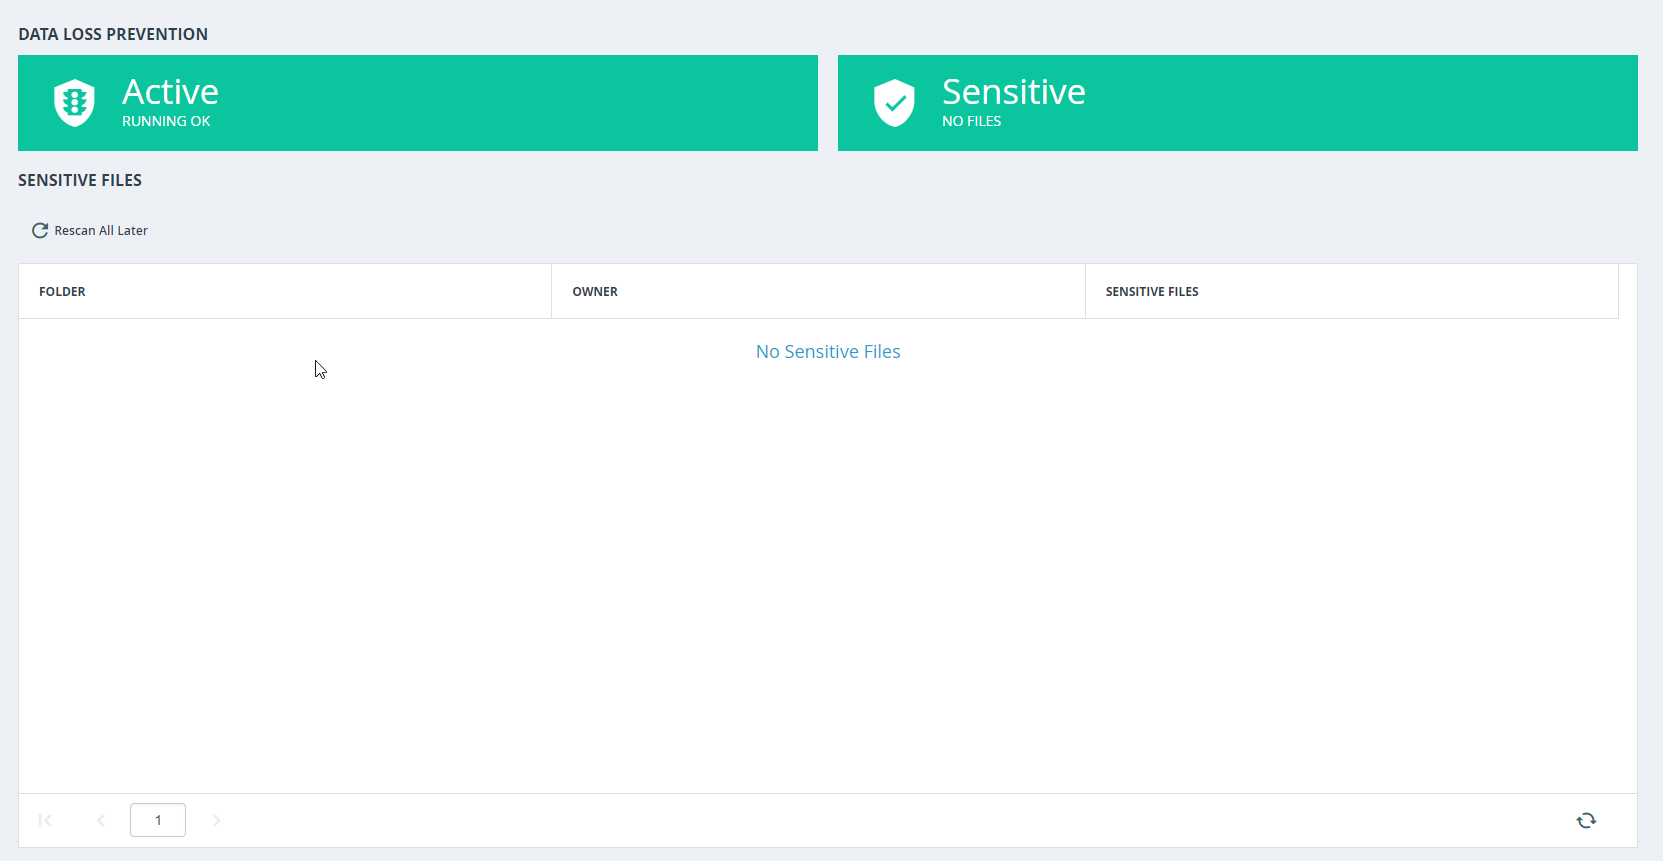 DATA LOSS PREVENTION
Active
RUNNING OK
Sensitive
NO FILES
SENSITIVE FILES
Rescan All Later
FOLDER
OWNER
SENSITIVE FILES
No Sensitive Files
1